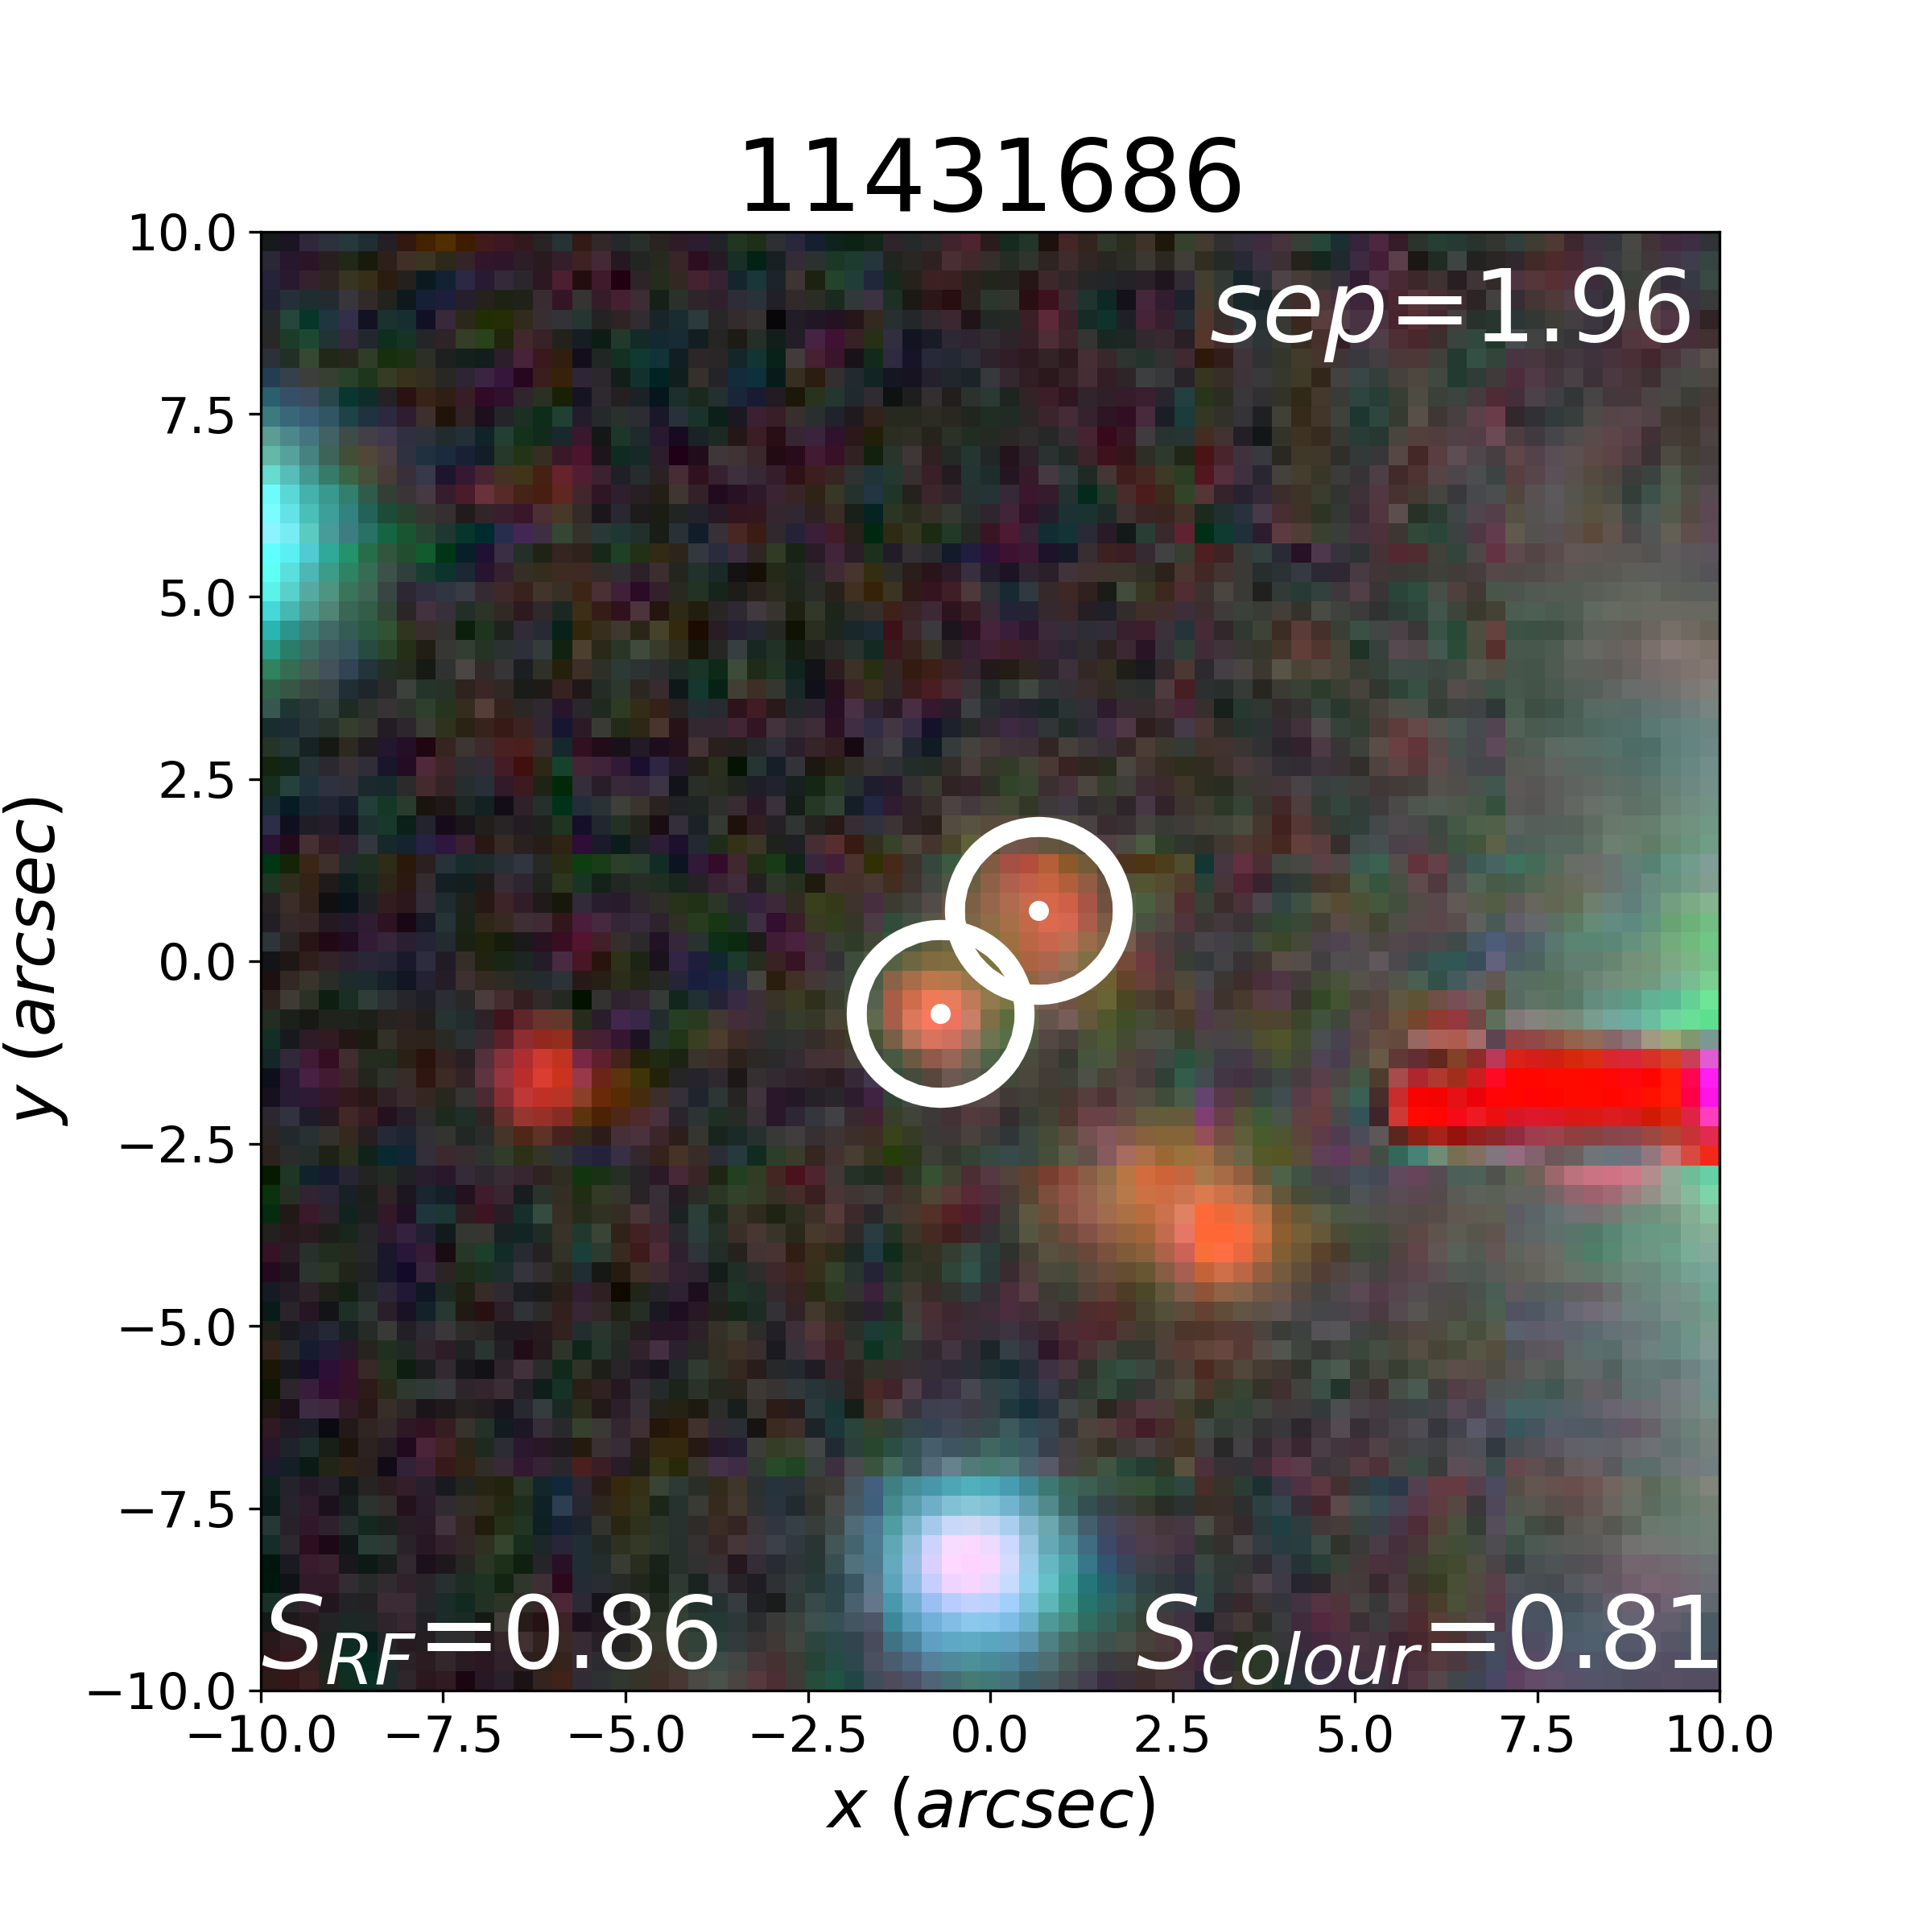 11431686
sep=1.96
10.0
7.5
5.0
2.5
0.0
−2.5
−5.0
−7.5
−10.0
y (arcsec)
S_RF=0.86
S_colour=0.81
−10.0 −7.5 −5.0 −2.5 0.0 2.5 5.0 7.5 10.0
x (arcsec)